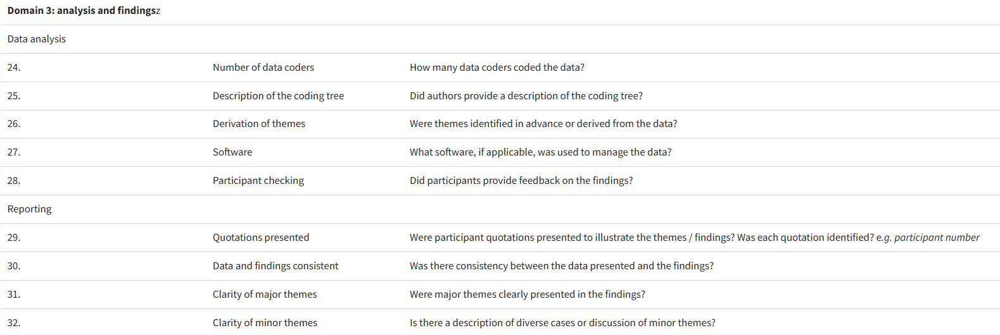 Domain 3: analysis and findingsz
Data analysis
24. Number of data coders How many data coders coded the data?
25. Description of the coding tree Did authors provide a description of the coding tree?
26. Derivation of themes Were themes identified in advance or derived from the data?
27. Software What software, if applicable, was used to manage the data?
28. Participant checking Did participants provide feedback on the findings?
Reporting
29. Quotations presented Were participant quotations presented to illustrate the themes / findings? Was each quotation identified? e.g. participant number
30. Data and findings consistent Was there consistency between the data presented and the findings?
31. Clarity of major themes Were major themes clearly presented in the findings?
32. Clarity of minor themes Is there a description of diverse cases or discussion of minor themes?